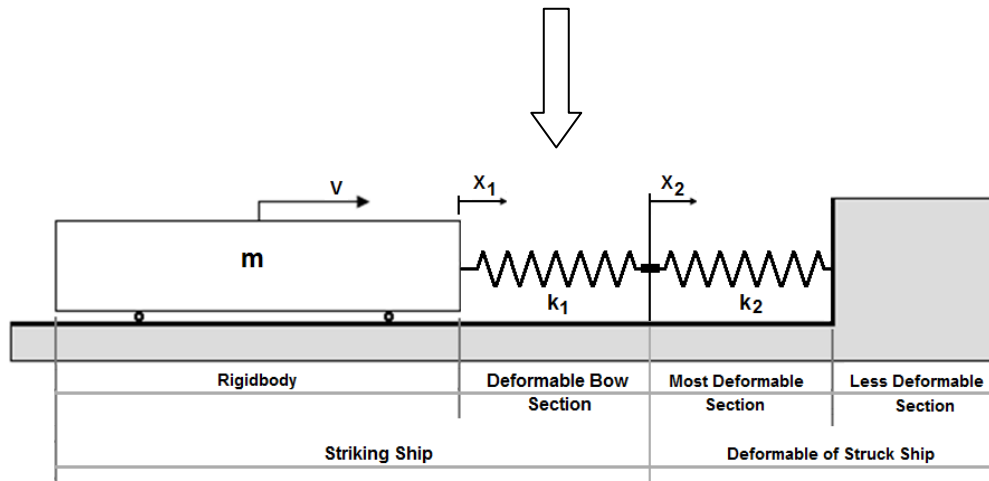 V
X1
X2
m
k1
k2
Rigidbody
Deformable Bow
Section
Most Deformable
Section
Less Deformable
Section
Striking Ship
Deformable of Struck Ship